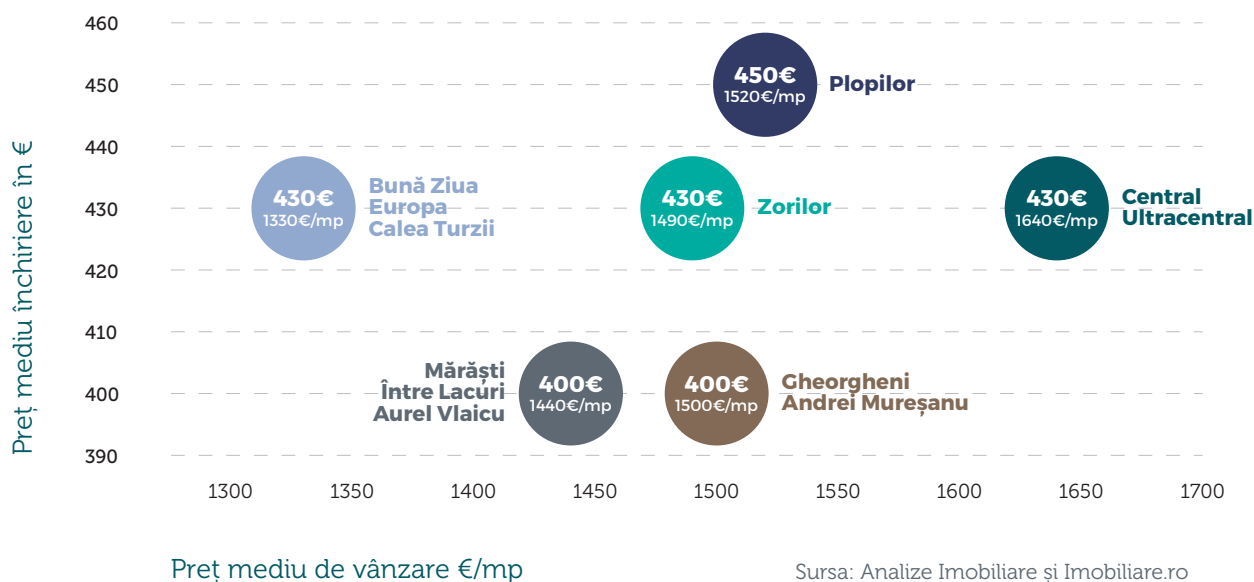 Preț mediu închiriere în €
460
450
440
430
420
410
400
390
450€
1520€/mp
Plopilor
430€
1330€/mp
Bună Ziua
Europa
Calea Turzii
430€
1490€/mp
Zorilor
430€
1640€/mp
Central
Ultracentral
Mărăști
Între Lacuri
Aurel Vlaicu
400€
1440€/mp
400€
1500€/mp
Gheorgheni
Andrei Mureșanu
1300
1350
1400
1450
1500
1550
1600
1650
1700
Preț mediu de vânzare €/mp
Sursa: Analize Imobiliare și Imobiliare.ro